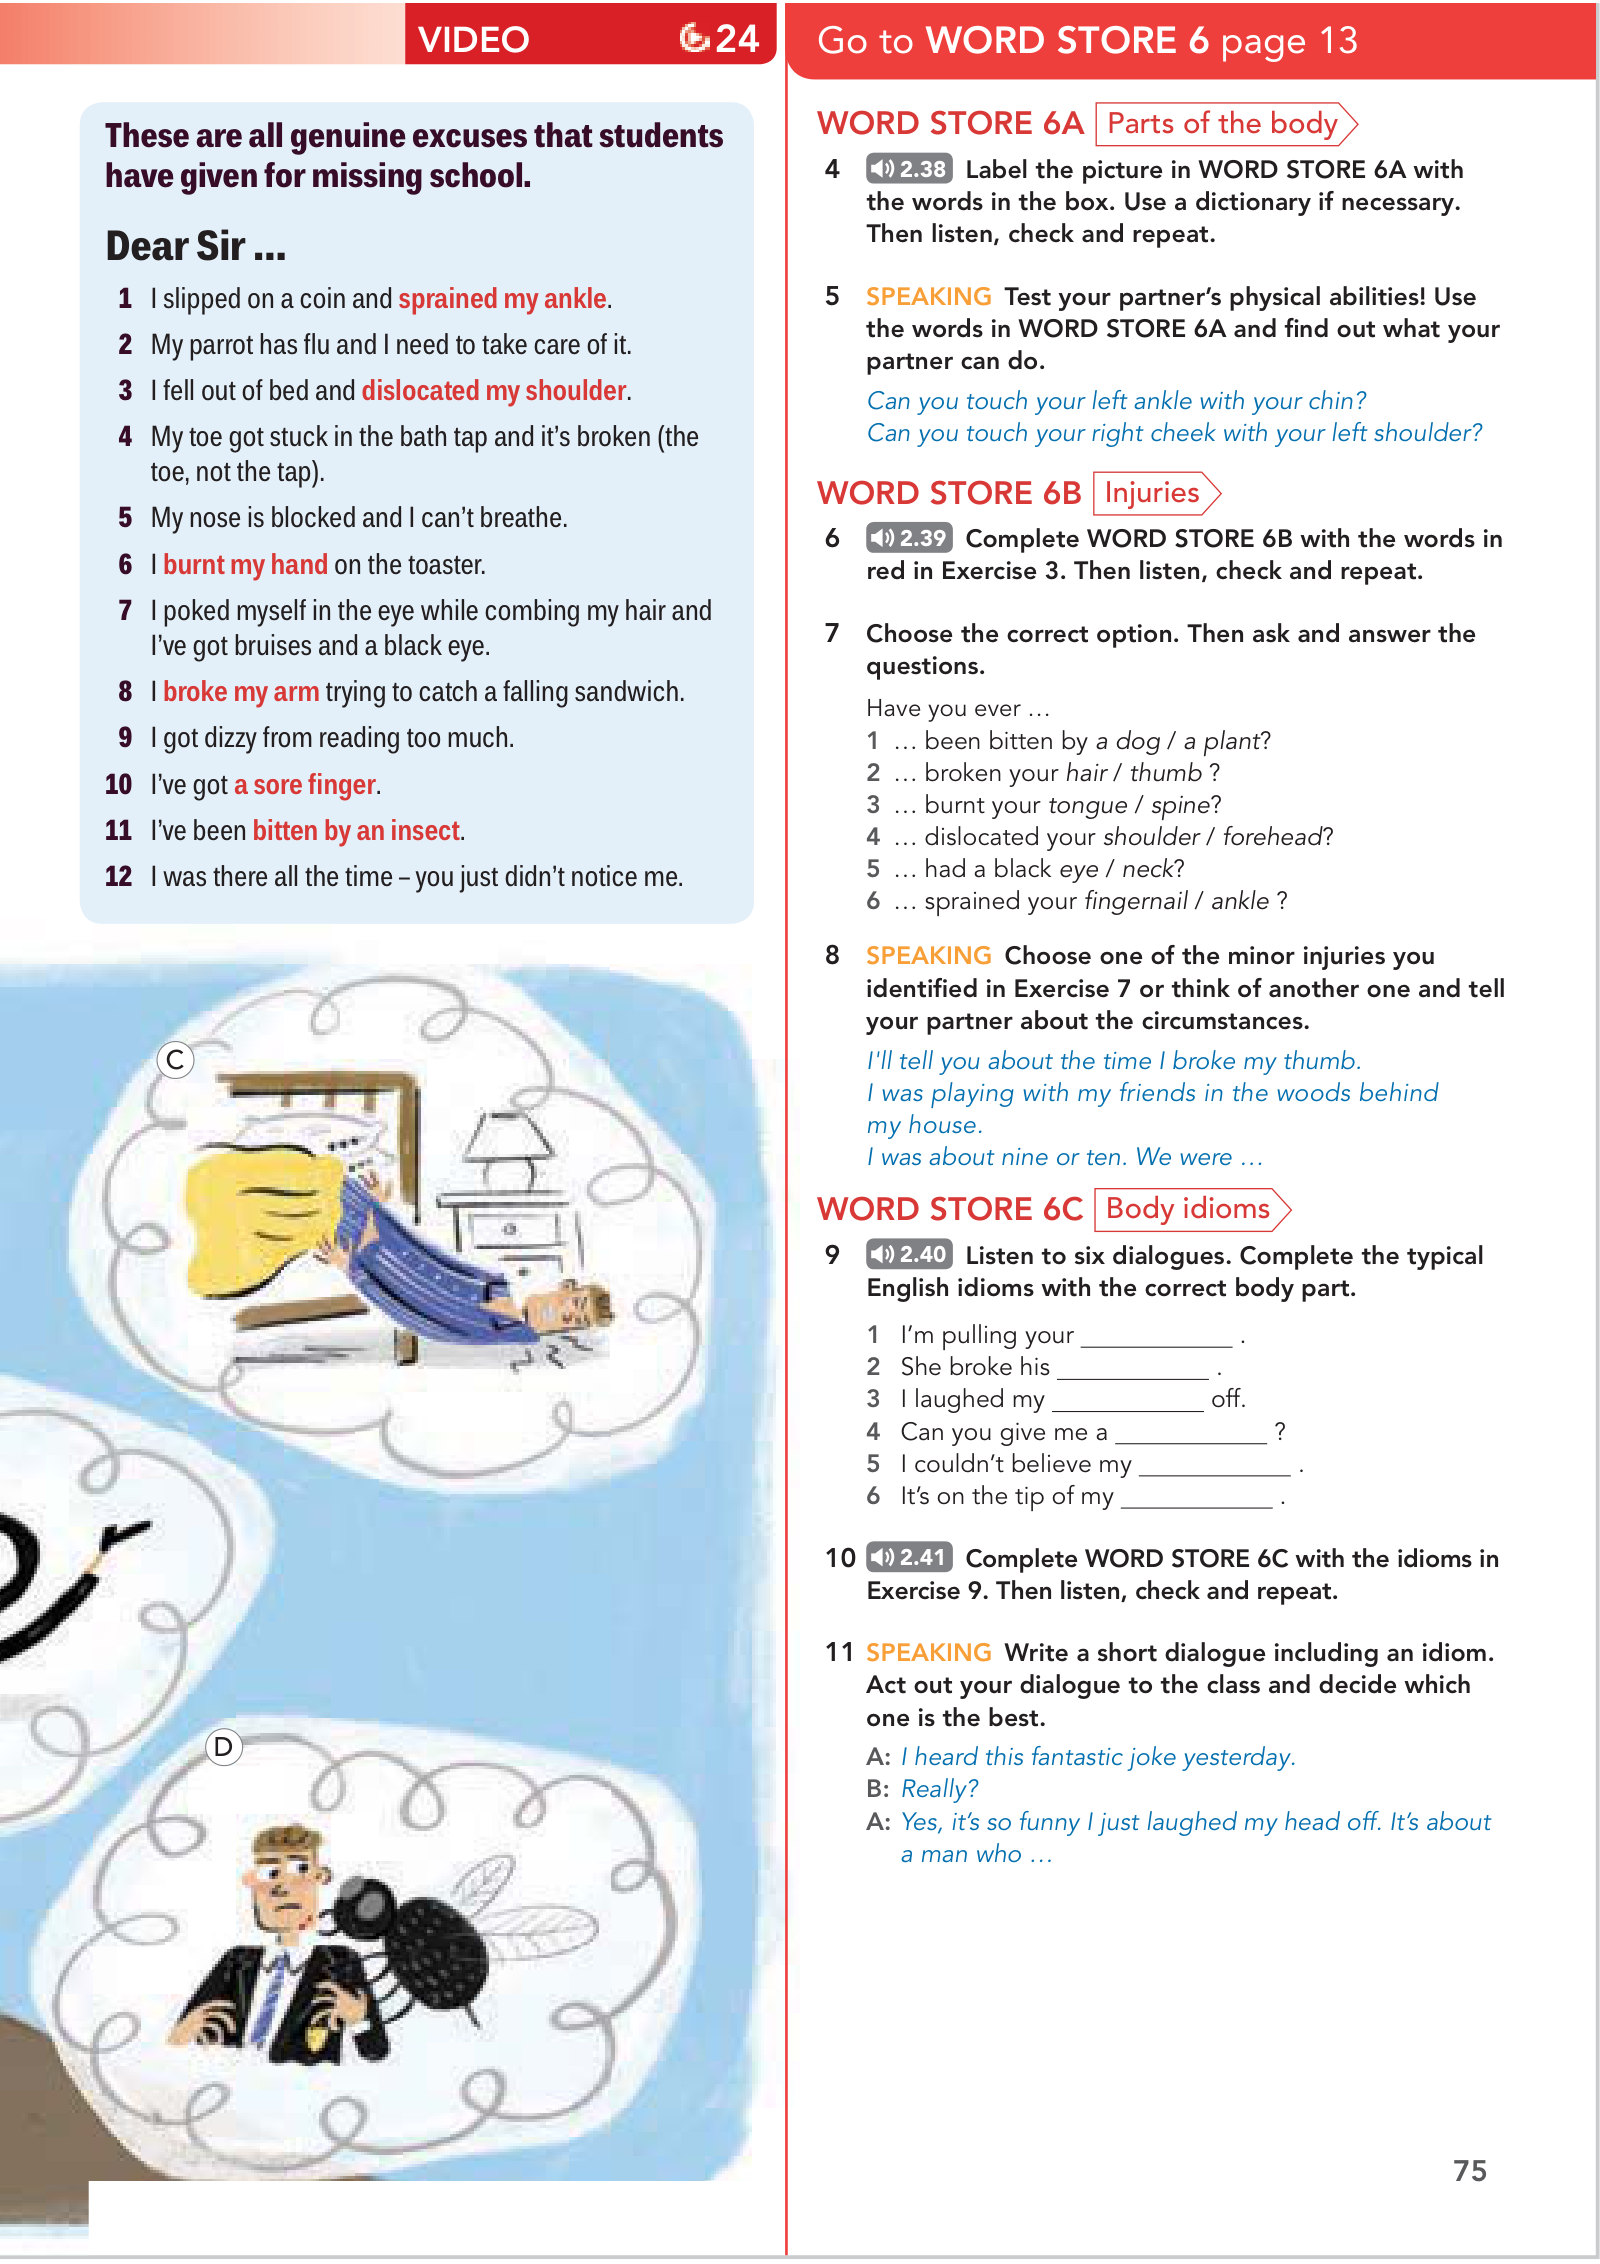 VIDEO 24
These are all genuine excuses that students
have given for missing school.
Dear Sir ...
1 I slipped on a coin and sprained my ankle.
2 My parrot has flu and I need to take care of it.
3 I fell out of bed and dislocated my shoulder.
4 My toe got stuck in the bath tap and it's broken (the
toe, not the tap).
5 My nose is blocked and I can't breathe.
6 I burnt my hand on the toaster.
7 I poked myself in the eye while combing my hair and
I've got bruises and a black eye.
8 I broke my arm trying to catch a falling sandwich.
9 I got dizzy from reading too much.
10 I've got a sore finger.
11 I've been bitten by an insect.
12 I was there all the time – you just didn't notice me.
C
D
Go to WORD STORE 6 page 13
WORD STORE 6A Parts of the body
4 2.38 Label the picture in WORD STORE 6A with
the words in the box. Use a dictionary if necessary.
Then listen, check and repeat.
5 SPEAKING Test your partner's physical abilities! Use
the words in WORD STORE 6A and find out what your
partner can do.
Can you touch your left ankle with your chin?
Can you touch your right cheek with your left shoulder?
WORD STORE 6B Injuries
6 2.39 Complete WORD STORE 6B with the words in
red in Exercise 3. Then listen, check and repeat.
7 Choose the correct option. Then ask and answer the
questions.
Have you ever …
1 … been bitten by a dog / a plant?
2 … broken your hair / thumb ?
3 … burnt your tongue / spine?
4 … dislocated your shoulder / forehead?
5 … had a black eye / neck?
6 … sprained your fingernail / ankle ?
8 SPEAKING Choose one of the minor injuries you
identified in Exercise 7 or think of another one and tell
your partner about the circumstances.
I'll tell you about the time I broke my thumb.
I was playing with my friends in the woods behind
my house.
I was about nine or ten. We were …
WORD STORE 6C Body idioms
9 2.40 Listen to six dialogues. Complete the typical
English idioms with the correct body part.
1 I'm pulling your ___________ .
2 She broke his ___________ .
3 I laughed my ___________ off.
4 Can you give me a ___________ ?
5 I couldn't believe my ___________ .
6 It's on the tip of my ___________ .
10 2.41 Complete WORD STORE 6C with the idioms in
Exercise 9. Then listen, check and repeat.
11 SPEAKING Write a short dialogue including an idiom.
Act out your dialogue to the class and decide which
one is the best.
A: I heard this fantastic joke yesterday.
B: Really?
A: Yes, it's so funny I just laughed my head off. It's about
a man who …
75